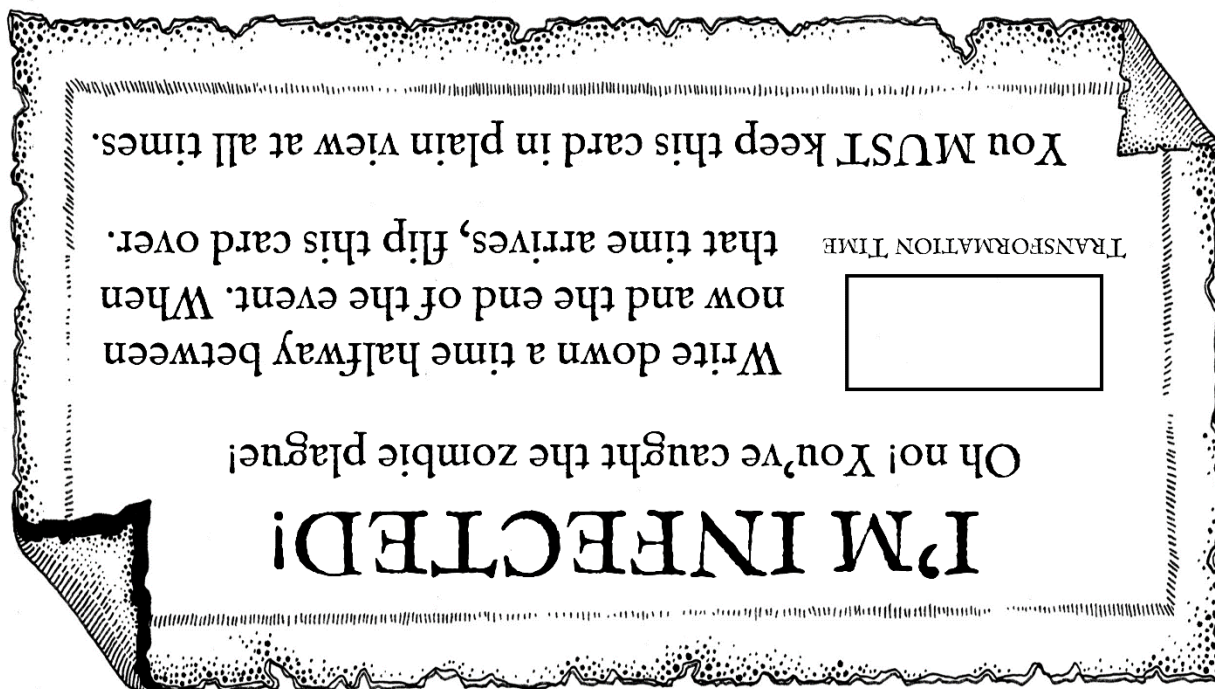 I'M INFECTED!
Oh no! You've caught the zombie plague!
Write down a time halfway between
now and the end of the event. When
that time arrives, flip this card over.
TRANSFORMATION TIME
You MUST keep this card in plain view at all times.